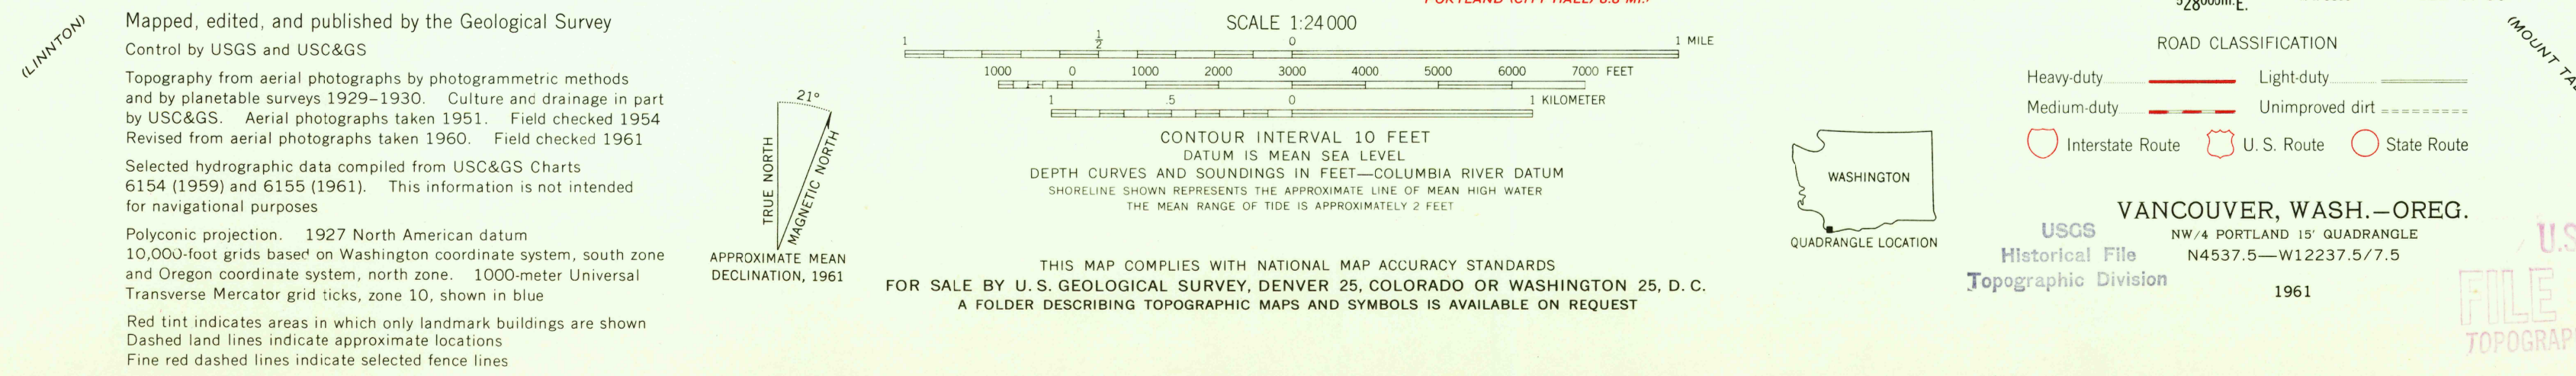 (LINNTON)
Mapped, edited, and published by the Geological Survey
Control by USGS and USC&GS
Topography from aerial photographs by photogrammetric methods
and by planetable surveys 1929–1930. Culture and drainage in part
by USC&GS. Aerial photographs taken 1951. Field checked 1954
Revised from aerial photographs taken 1960. Field checked 1961
Selected hydrographic data compiled from USC&GS Charts
6154 (1959) and 6155 (1961). This information is not intended
for navigational purposes
Polyconic projection. 1927 North American datum
10,000-foot grids based on Washington coordinate system, south zone
and Oregon coordinate system, north zone. 1000-meter Universal
Transverse Mercator grid ticks, zone 10, shown in blue
Red tint indicates areas in which only landmark buildings are shown
Dashed land lines indicate approximate locations
Fine red dashed lines indicate selected fence lines
21°
TRUE NORTH
MAGNETIC NORTH
APPROXIMATE MEAN
DECLINATION, 1961
SCALE 1:24 000
1 ½ 0 1 MILE
1000 0 1000 2000 3000 4000 5000 6000 7000 FEET
1 .5 0 1 KILOMETER
CONTOUR INTERVAL 10 FEET
DATUM IS MEAN SEA LEVEL
DEPTH CURVES AND SOUNDINGS IN FEET—COLUMBIA RIVER DATUM
SHORELINE SHOWN REPRESENTS THE APPROXIMATE LINE OF MEAN HIGH WATER
THE MEAN RANGE OF TIDE IS APPROXIMATELY 2 FEET
THIS MAP COMPLIES WITH NATIONAL MAP ACCURACY STANDARDS
FOR SALE BY U. S. GEOLOGICAL SURVEY, DENVER 25, COLORADO OR WASHINGTON 25, D. C.
A FOLDER DESCRIBING TOPOGRAPHIC MAPS AND SYMBOLS IS AVAILABLE ON REQUEST
WASHINGTON
QUADRANGLE LOCATION
528000m.E.
(MOUNT TA
ROAD CLASSIFICATION
Heavy-duty Light-duty
Medium-duty Unimproved dirt
Interstate Route U. S. Route State Route
VANCOUVER, WASH.—OREG.
NW/4 PORTLAND 15' QUADRANGLE
N4537.5—W12237.5/7.5
1961
USGS
Historical File
Topographic Division
U.S
FILE
TOPOGRAP